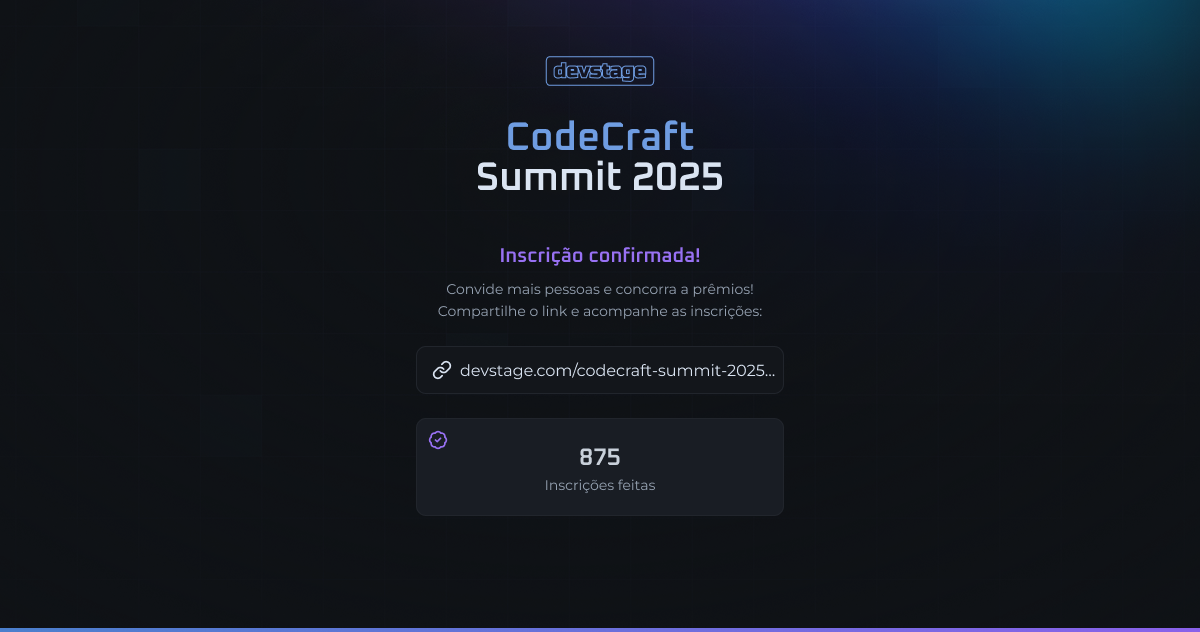 devstage
CodeCraft
Summit 2025
Inscrição confirmada!
Convide mais pessoas e concorra a prêmios!
Compartilhe o link e acompanhe as inscrições:
devstage.com/codecraft-summit-2025...
875
Inscrições feitas